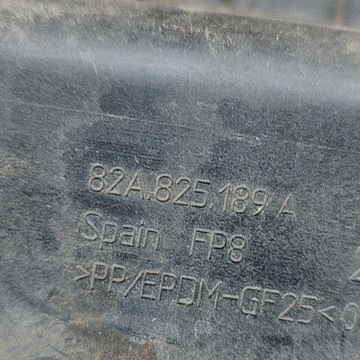 82A.825.189 A
Spain FP8
>PP/EPDM-GF25<